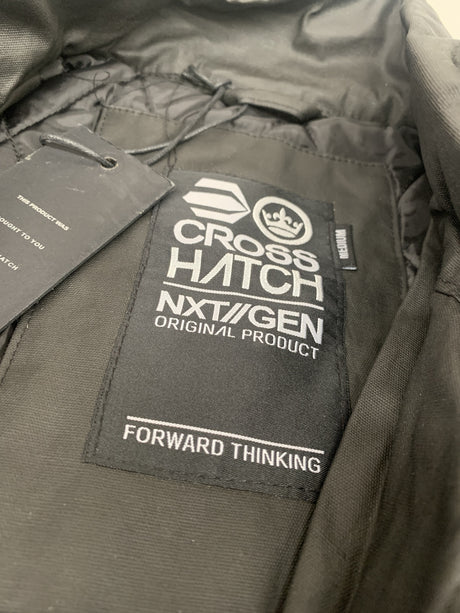 THIS PRODUCT WAS
OUGHT TO YOU
ATCH
CROSS
HATCH
NXT//GEN
ORIGINAL PRODUCT
FORWARD THINKING
MEDIUM